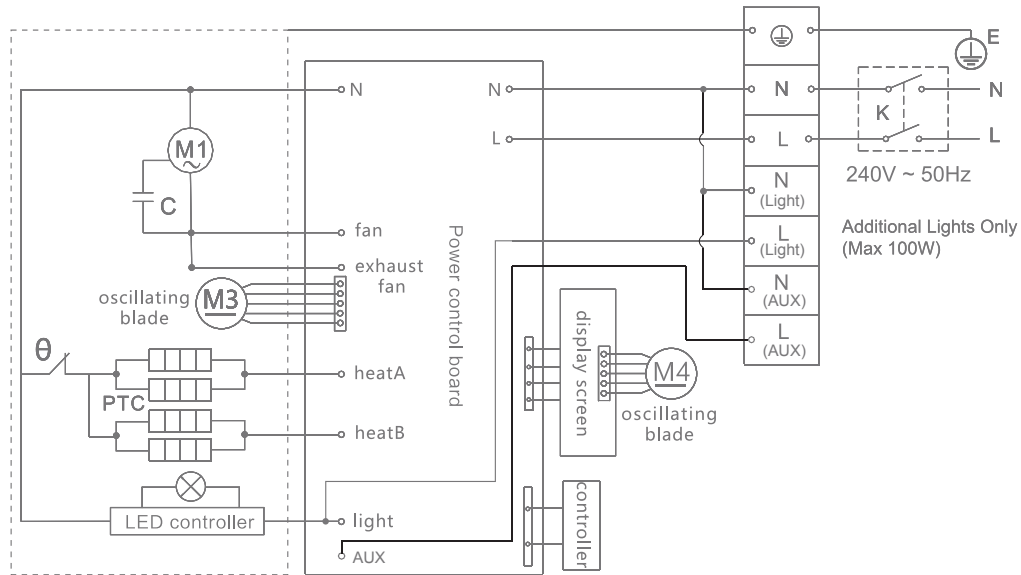 E
N
N
N
N
K
L
L
L
M1
N
(Light)
240V ~ 50Hz
C
fan
L
(Light)
Additional Lights Only
(Max 100W)
exhaust
fan
Power control board
oscillating
blade
M3
N
(AUX)
L
(AUX)
display screen
M4
oscillating
blade
θ
PTC
heatA
heatB
LED controller
light
AUX
controller